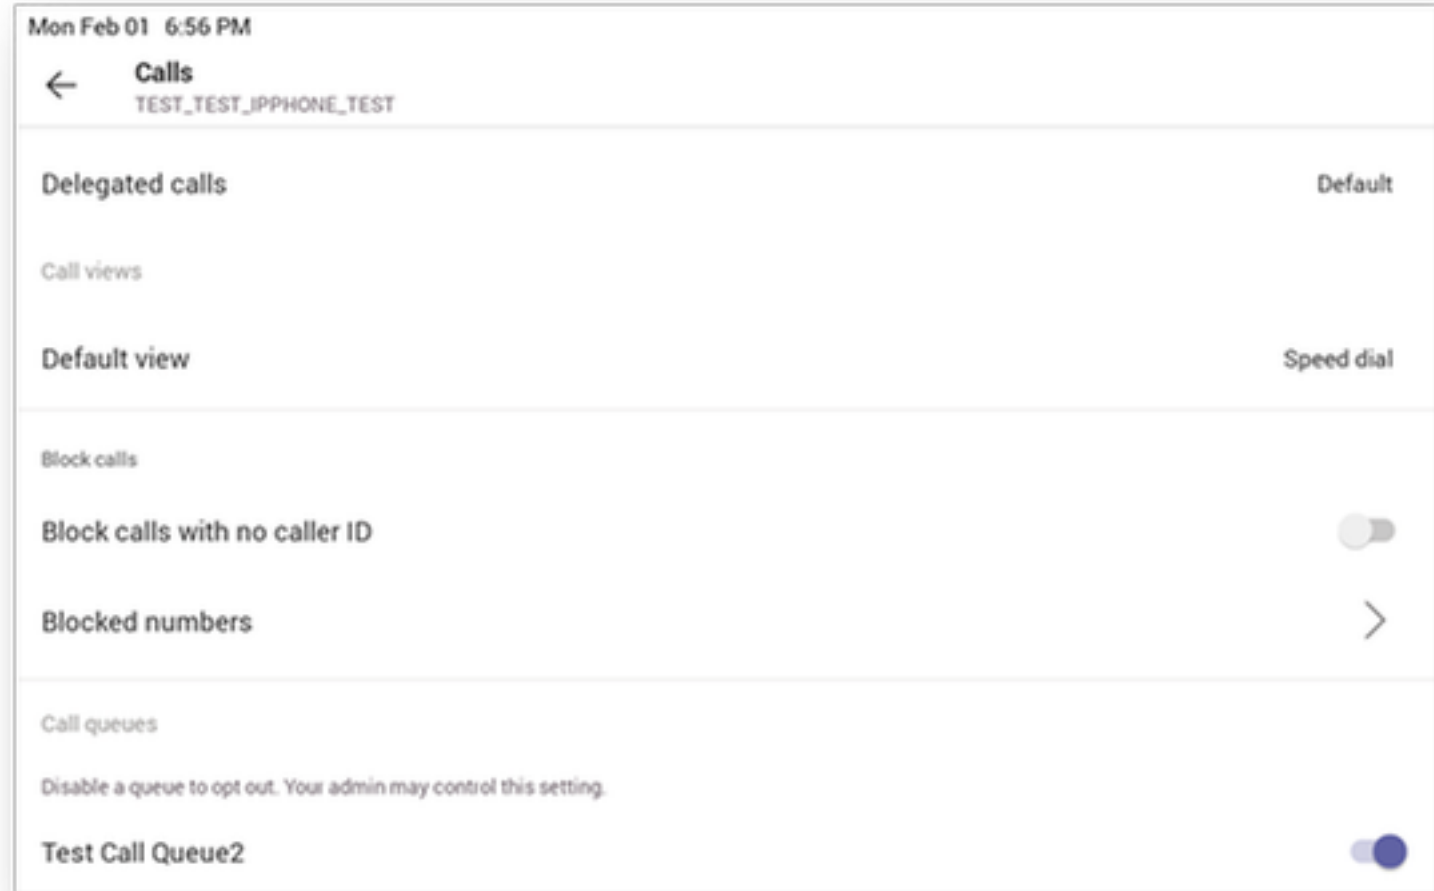 Mon Feb 01 6:56 PM
Calls
TEST_TEST_IPPHONE_TEST
Delegated calls Default
Call views
Default view Speed dial
Block calls
Block calls with no caller ID
Blocked numbers
Call queues
Disable a queue to opt out. Your admin may control this setting.
Test Call Queue2